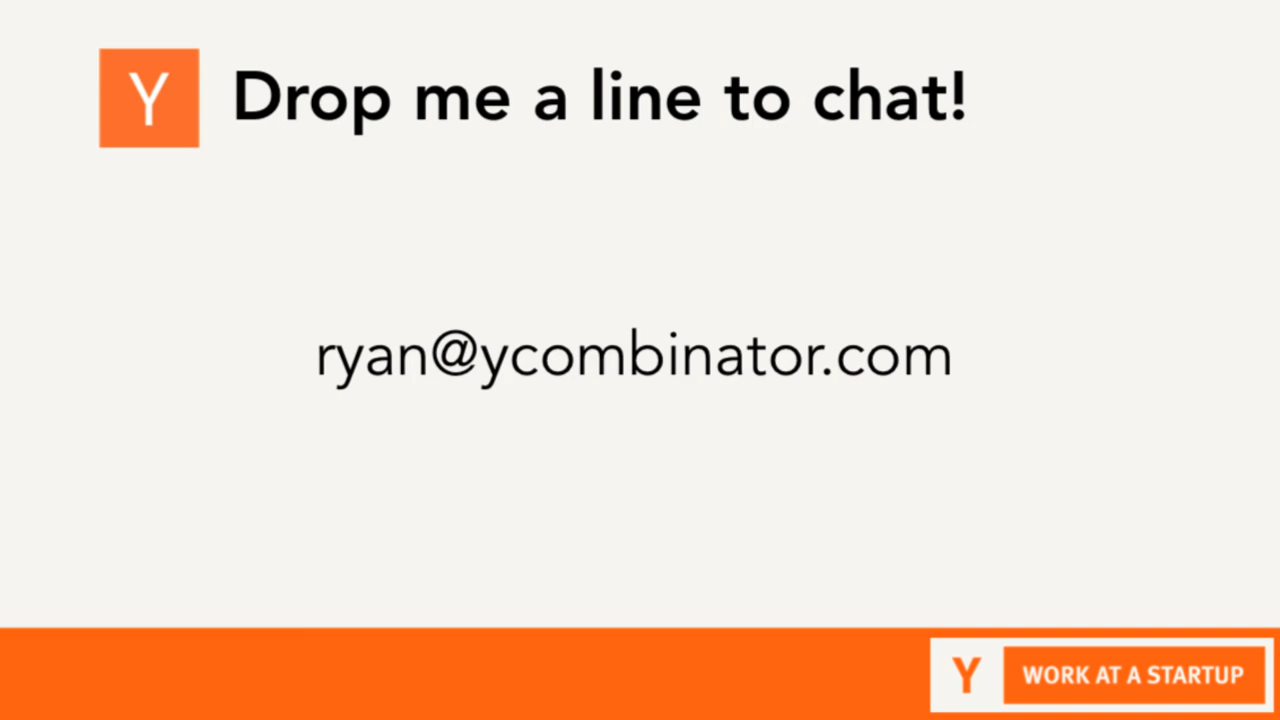 Y Drop me a line to chat!
ryan@ycombinator.com
Y WORK AT A STARTUP